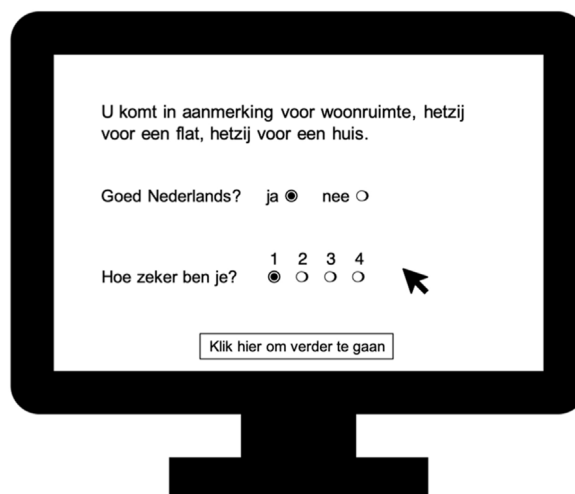 U komt in aanmerking voor woonruimte, hetzij
voor een flat, hetzij voor een huis.
Goed Nederlands? ja nee
1 2 3 4
Hoe zeker ben je?
Klik hier om verder te gaan